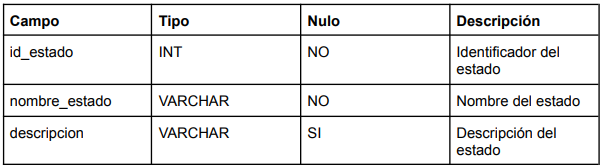 Campo Tipo Nulo Descripción
id_estado INT NO Identificador del
estado
nombre_estado VARCHAR NO Nombre del estado
descripcion VARCHAR SI Descripción del
estado